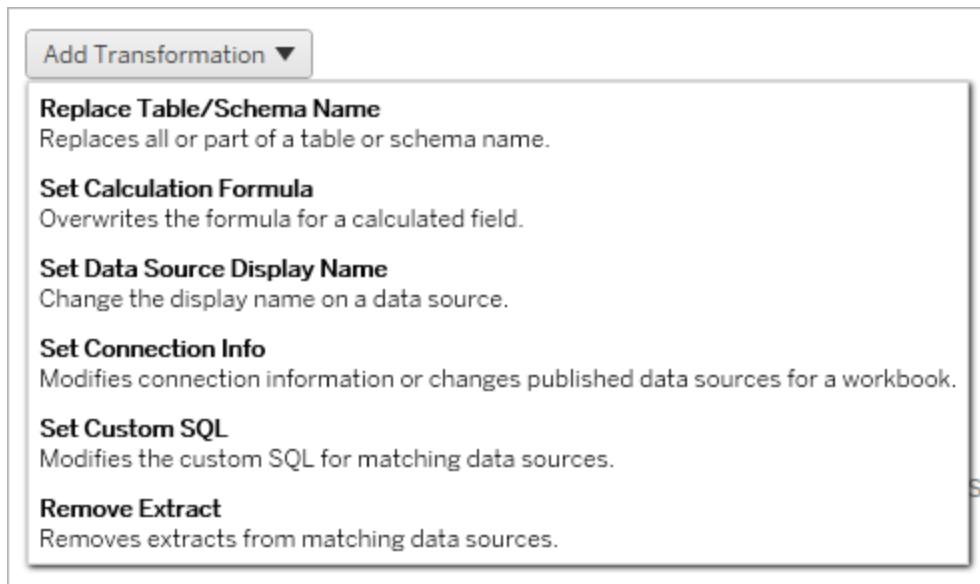 Add Transformation ▼
Replace Table/Schema Name
Replaces all or part of a table or schema name.
Set Calculation Formula
Overwrites the formula for a calculated field.
Set Data Source Display Name
Change the display name on a data source.
Set Connection Info
Modifies connection information or changes published data sources for a workbook.
Set Custom SQL
Modifies the custom SQL for matching data sources.
Remove Extract
Removes extracts from matching data sources.